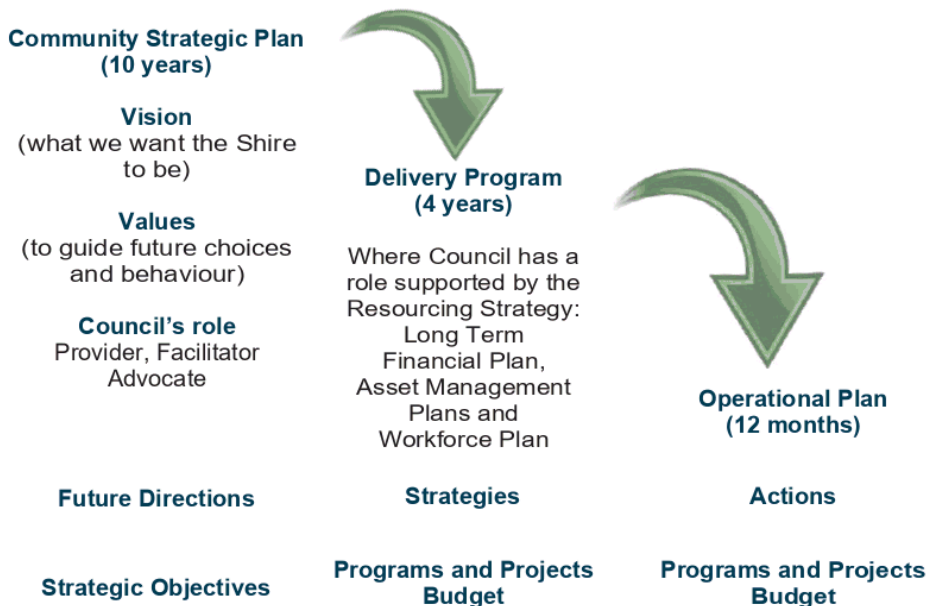 Community Strategic Plan
(10 years)
Vision
(what we want the Shire
to be)
Values
(to guide future choices
and behaviour)
Council's role
Provider, Facilitator
Advocate
Future Directions
Strategic Objectives
Delivery Program
(4 years)
Where Council has a
role supported by the
Resourcing Strategy:
Long Term
Financial Plan,
Asset Management
Plans and
Workforce Plan
Strategies
Programs and Projects
Budget
Operational Plan
(12 months)
Actions
Programs and Projects
Budget